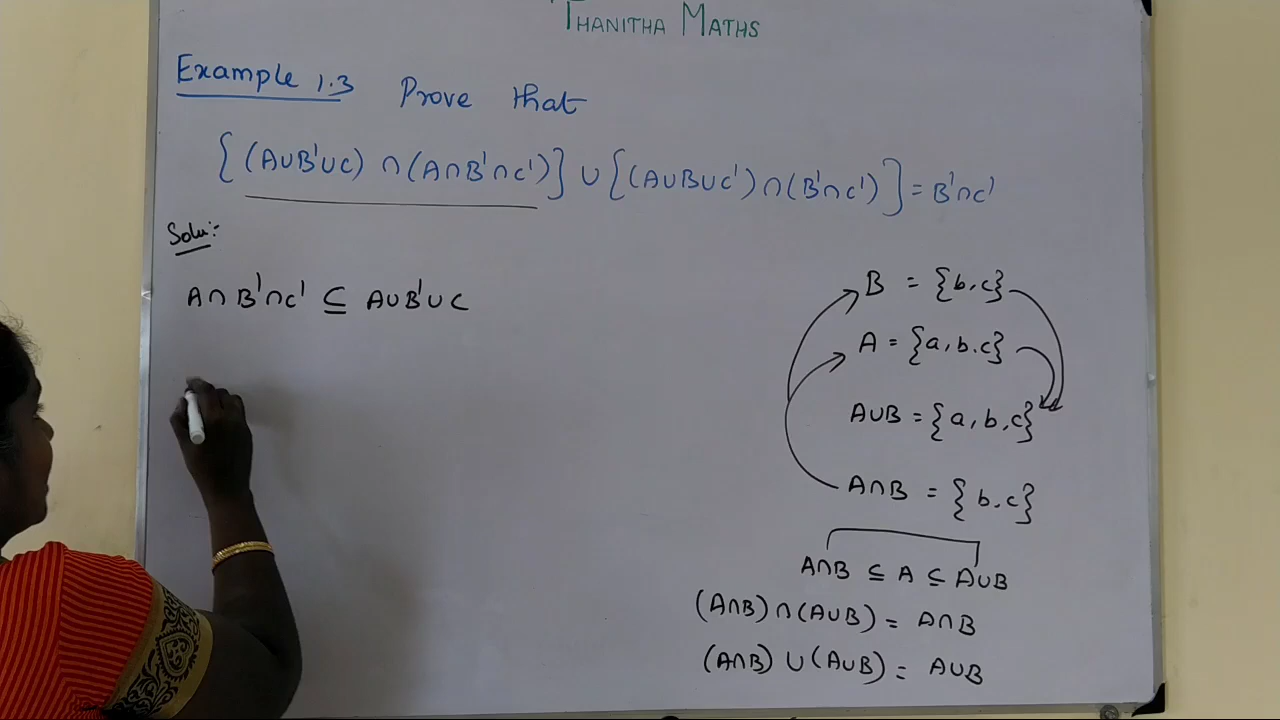 THANITHA MATHS
Example 1.3 Prove that
{(A∪B'∪C) ∩ (A∩B'∩C')] ∪ [(A∪B∪C') ∩ (B'∩C')] = B'∩C'
Solu:-
A∩B'∩C' ⊆ A∪B'∪C
B = {b,c}
A = {a,b.c}
A∪B = {a,b,c}
A∩B = {b.c}
A∩B ⊆ A ⊆ A∪B
(A∩B) ∩ (A∪B) = A∩B
(A∩B) ∪ (A∪B) = A∪B